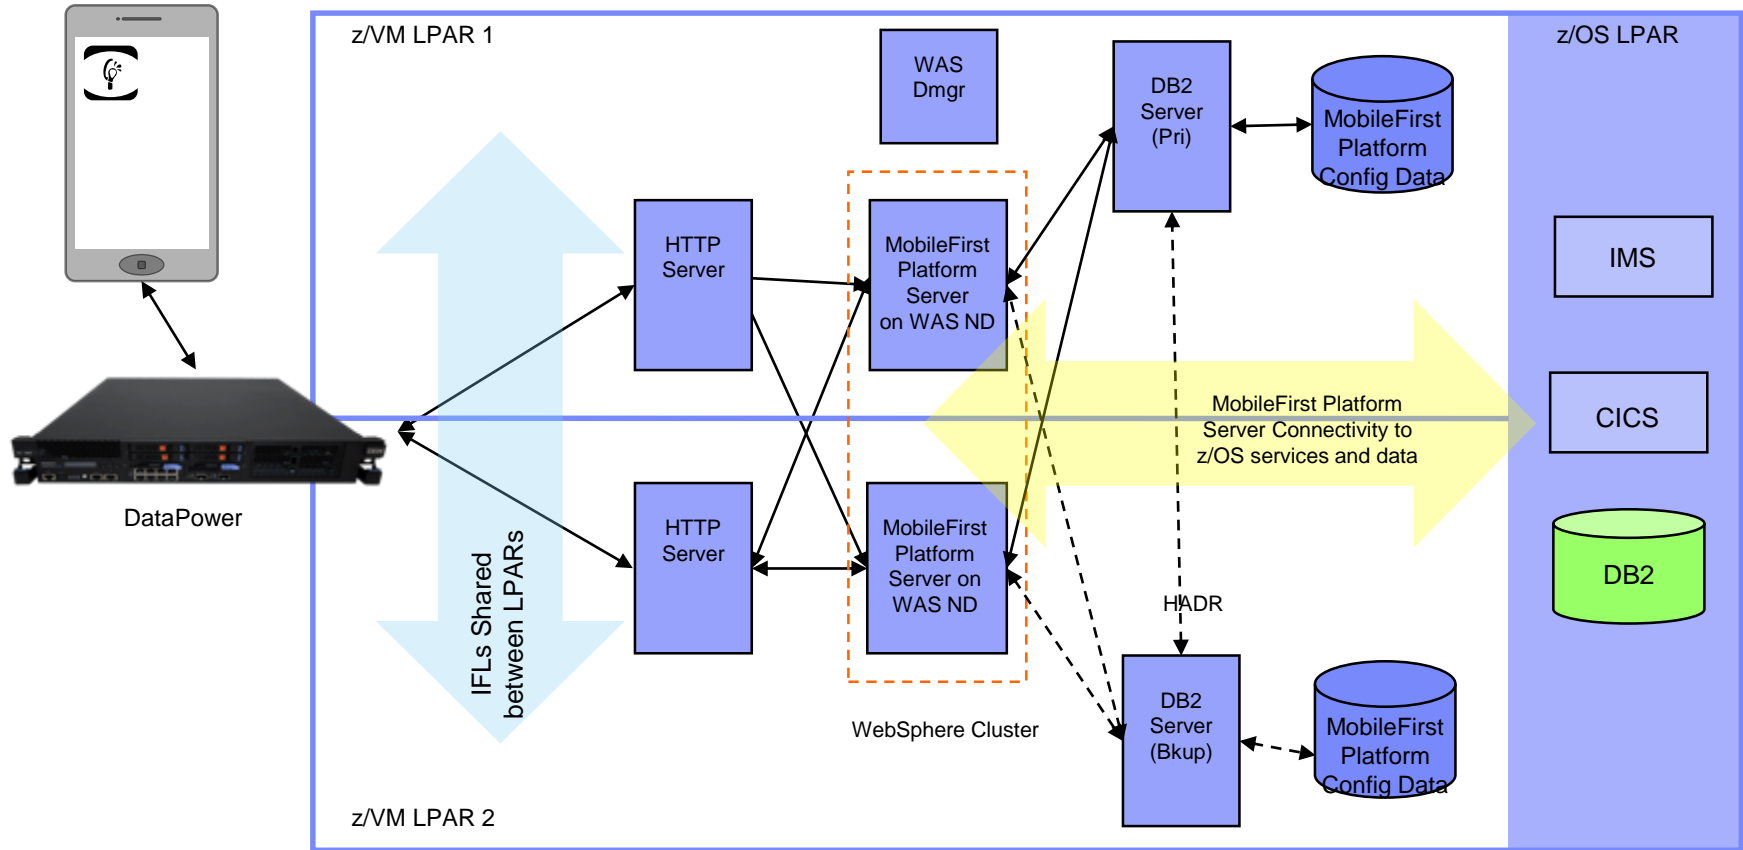 z/VM LPAR 1
z/OS LPAR
WAS
Dmgr
DB2
Server
(Pri)
MobileFirst
Platform
Config Data
HTTP
Server
MobileFirst
Platform
Server
on WAS ND
IMS
MobileFirst Platform
Server Connectivity to
z/OS services and data
CICS
DataPower
IFLs Shared
between LPARs
HTTP
Server
MobileFirst
Platform
Server on
WAS ND
DB2
HADR
WebSphere Cluster
DB2
Server
(Bkup)
MobileFirst
Platform
Config Data
z/VM LPAR 2